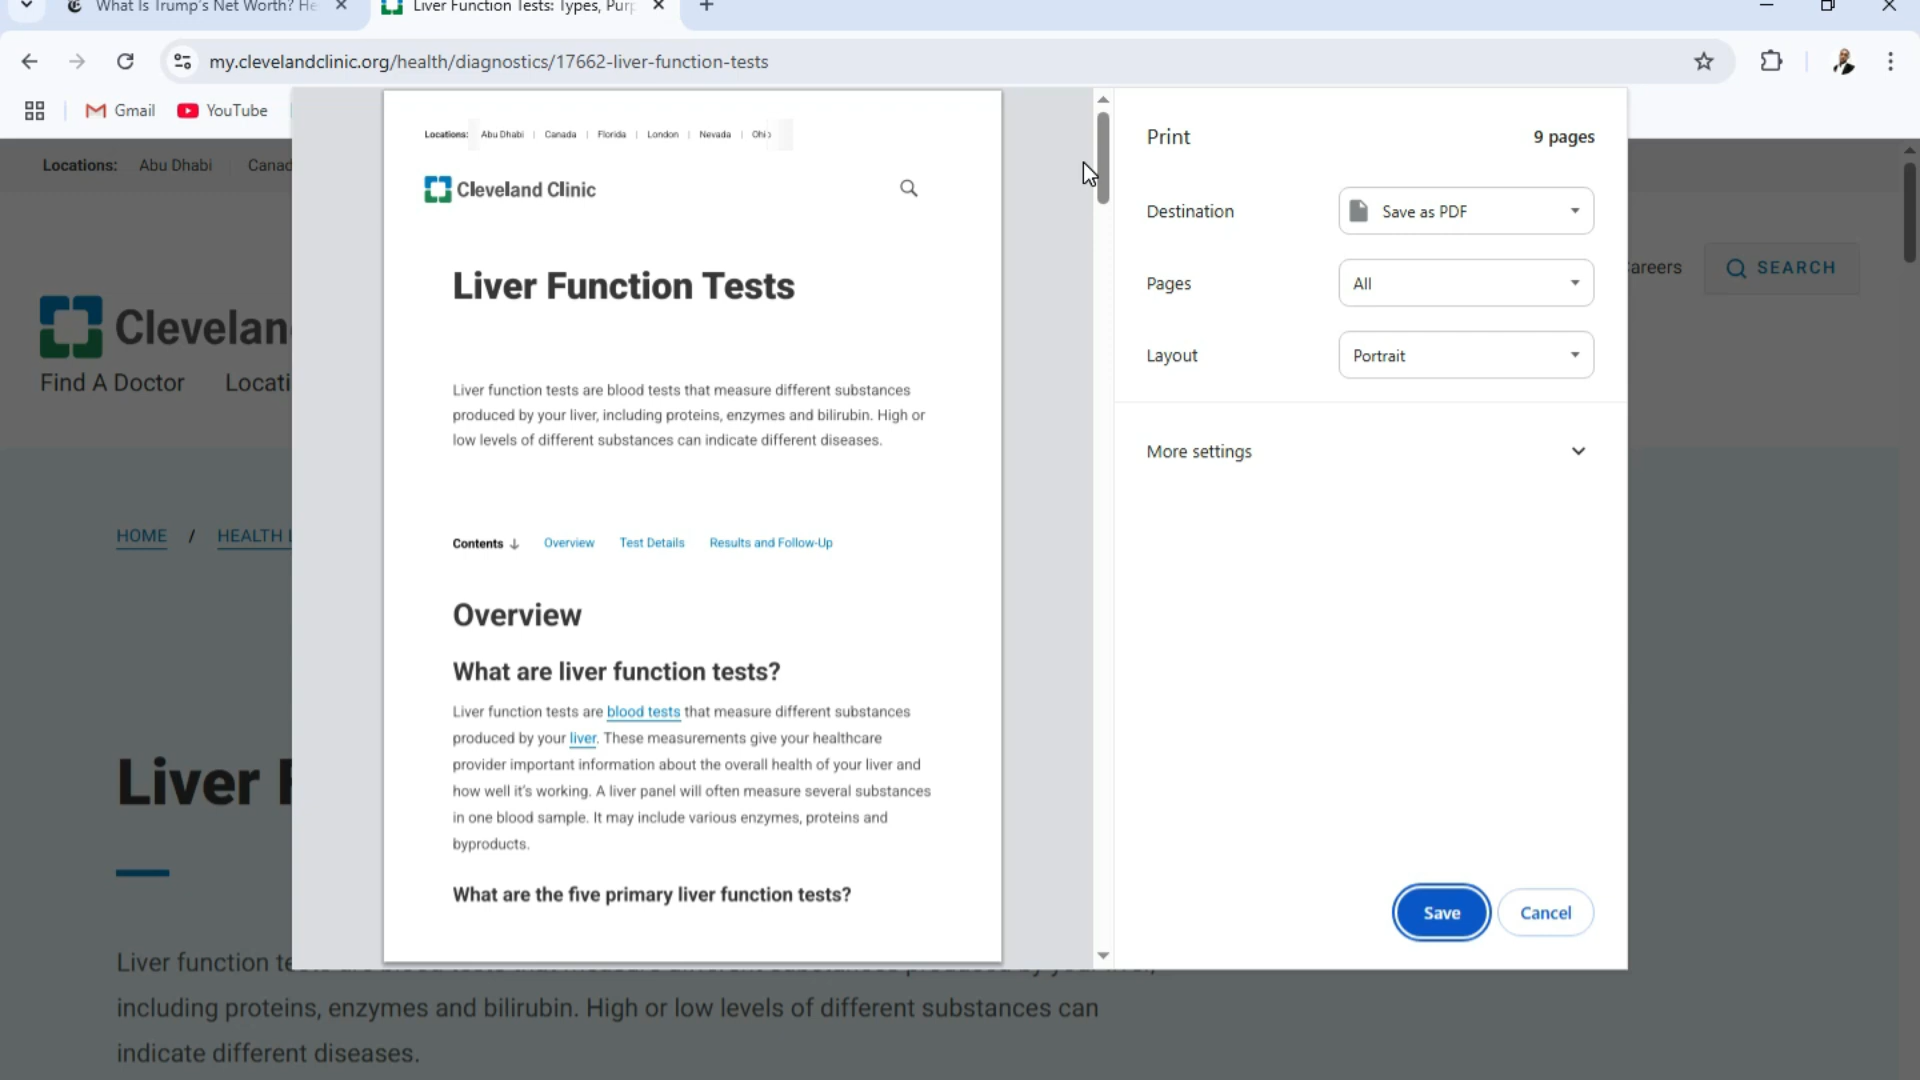 What Is Trump's Net Worth? He
Liver Function Tests: Types, Purp
my.clevelandclinic.org/health/diagnostics/17662-liver-function-tests
Gmail
YouTube
Locations: Abu Dhabi Canad
Clevelan
Find A Doctor Locati
areers
SEARCH
HOME / HEALTH L
Liver F
Liver function te
including proteins, enzymes and bilirubin. High or low levels of different substances can
indicate different diseases.
Locations: Abu Dhabi | Canada | Florida | London | Nevada | Ohio
Cleveland Clinic
Liver Function Tests
Liver function tests are blood tests that measure different substances
produced by your liver, including proteins, enzymes and bilirubin. High or
low levels of different substances can indicate different diseases.
Contents ↓ Overview Test Details Results and Follow-Up
Overview
What are liver function tests?
Liver function tests are blood tests that measure different substances
produced by your liver. These measurements give your healthcare
provider important information about the overall health of your liver and
how well it's working. A liver panel will often measure several substances
in one blood sample. It may include various enzymes, proteins and
byproducts.
What are the five primary liver function tests?
Print 9 pages
Destination Save as PDF
Pages All
Layout Portrait
More settings
Save Cancel